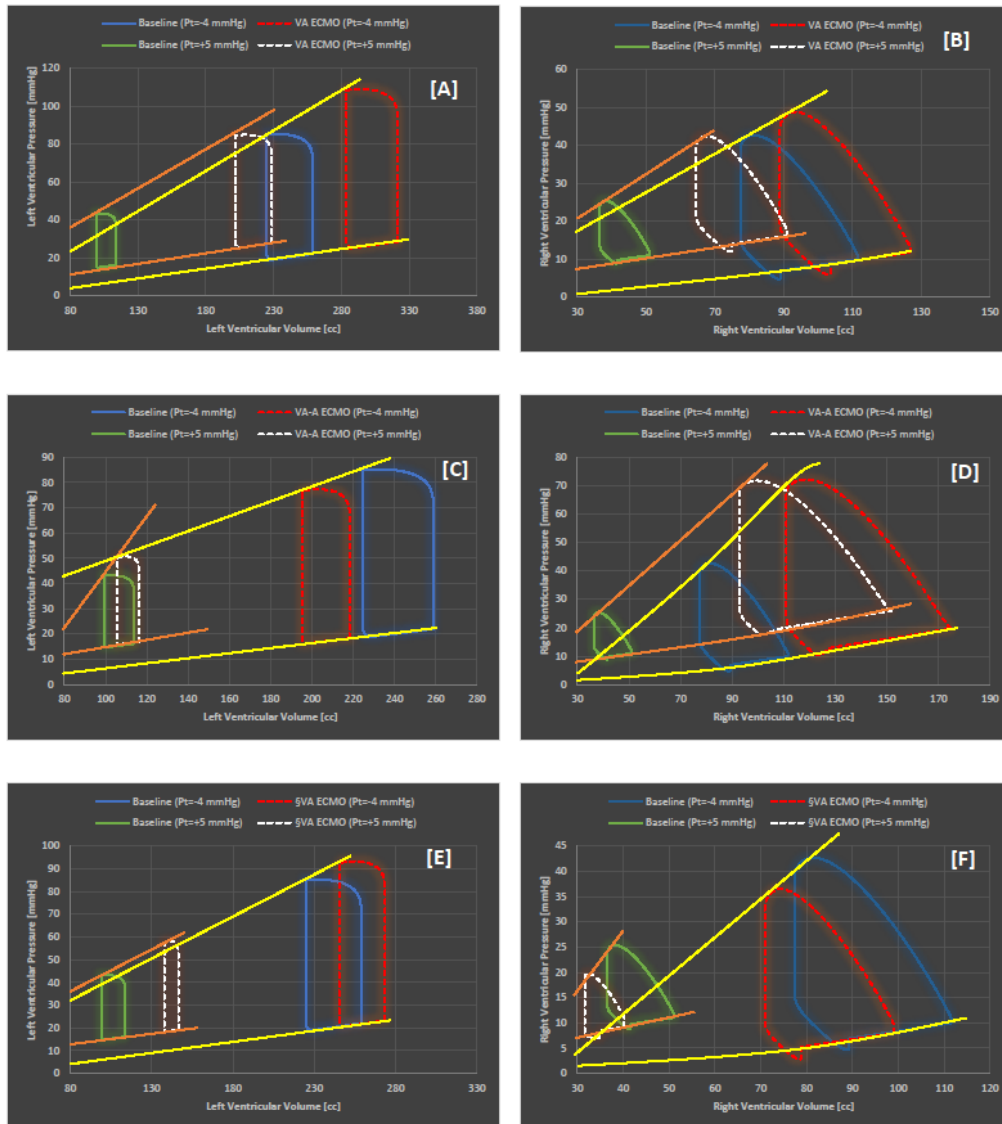 Baseline (Pt=-4 mmHg) VA ECMO (Pt=-4 mmHg)
Baseline (Pt=+5 mmHg) VA ECMO (Pt=+5 mmHg)
[A]
Left Ventricular Pressure [mmHg]
120
100
80
60
40
20
0
80 130 180 230 280 330 380
Left Ventricular Volume [cc]
Baseline (Pt=-4 mmHg) VA ECMO (Pt=-4 mmHg)
Baseline (Pt=+5 mmHg) VA ECMO (Pt=+5 mmHg)
[B]
Right Ventricular Pressure [mmHg]
60
50
40
30
20
10
0
30 50 70 90 110 130 150
Right Ventricular Volume [cc]
Baseline (Pt=-4 mmHg) VA-A ECMO (Pt=-4 mmHg)
Baseline (Pt=+5 mmHg) VA-A ECMO (Pt=+5 mmHg)
[C]
Left Ventricular Pressure [mmHg]
90
80
70
60
50
40
30
20
10
0
80 100 120 140 160 180 200 220 240 260 280
Left Ventricular Volume [cc]
Baseline (Pt=-4 mmHg) VA-A ECMO (Pt=-4 mmHg)
Baseline (Pt=+5 mmHg) VA-A ECMO (Pt=+5 mmHg)
[D]
Right Ventricular Pressure [mmHg]
80
70
60
50
40
30
20
10
0
30 50 70 90 110 130 150 170 190
Right Ventricular Volume [cc]
Baseline (Pt=-4 mmHg) §VA ECMO (Pt=-4 mmHg)
Baseline (Pt=+5 mmHg) §VA ECMO (Pt=+5 mmHg)
[E]
Left Ventricular Pressure [mmHg]
100
90
80
70
60
50
40
30
20
10
0
80 130 180 230 280 330
Left Ventricular Volume [cc]
Baseline (Pt=-4 mmHg) §VA ECMO (Pt=-4 mmHg)
Baseline (Pt=+5 mmHg) §VA ECMO (Pt=+5 mmHg)
[F]
Right Ventricular Pressure [mmHg]
45
40
35
30
25
20
15
10
5
0
30 40 50 60 70 80 90 100 110 120
Right Ventricular Volume [cc]